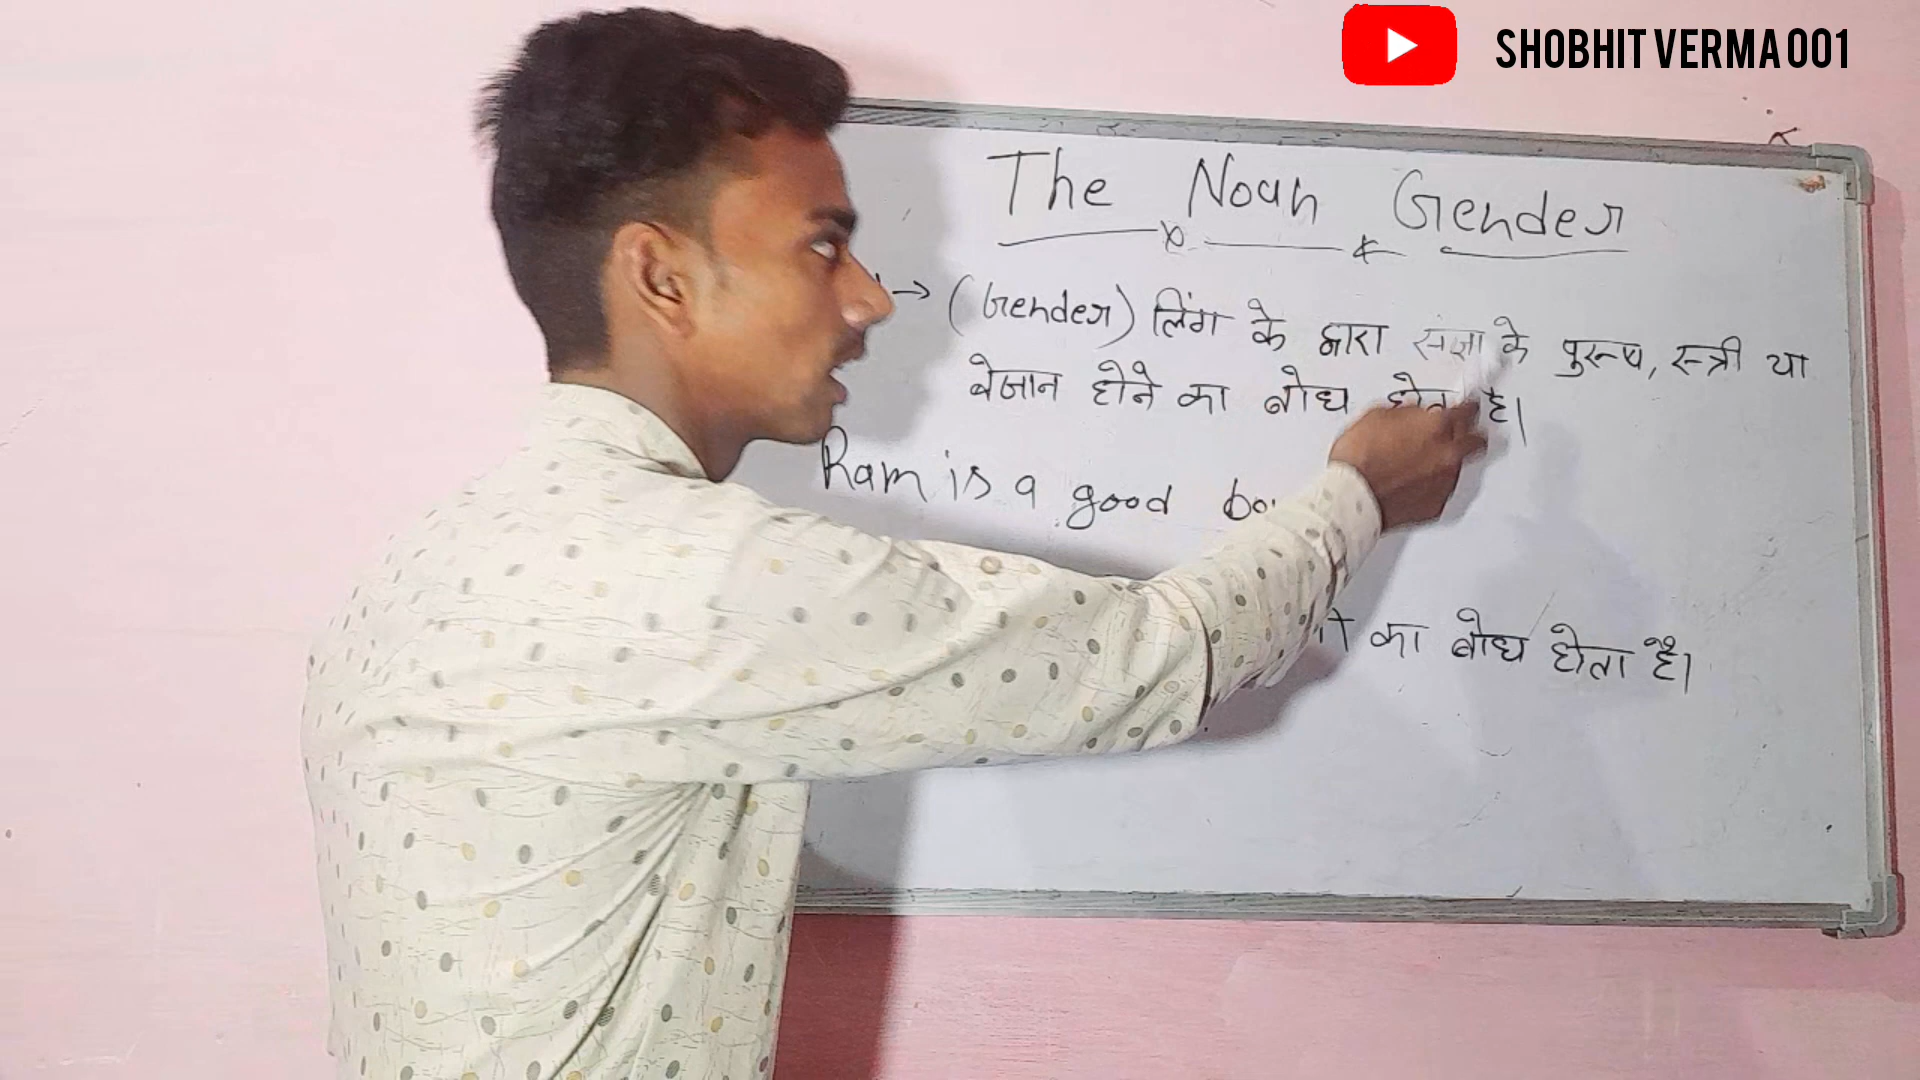 SHOBHIT VERMA 001
The Noun Gender
→ (Gender) लिंग के द्वारा संज्ञा के पुरुष, स्त्री या
बेजान होने का बोध होता है।
Ram is a good
का बोध होता है।